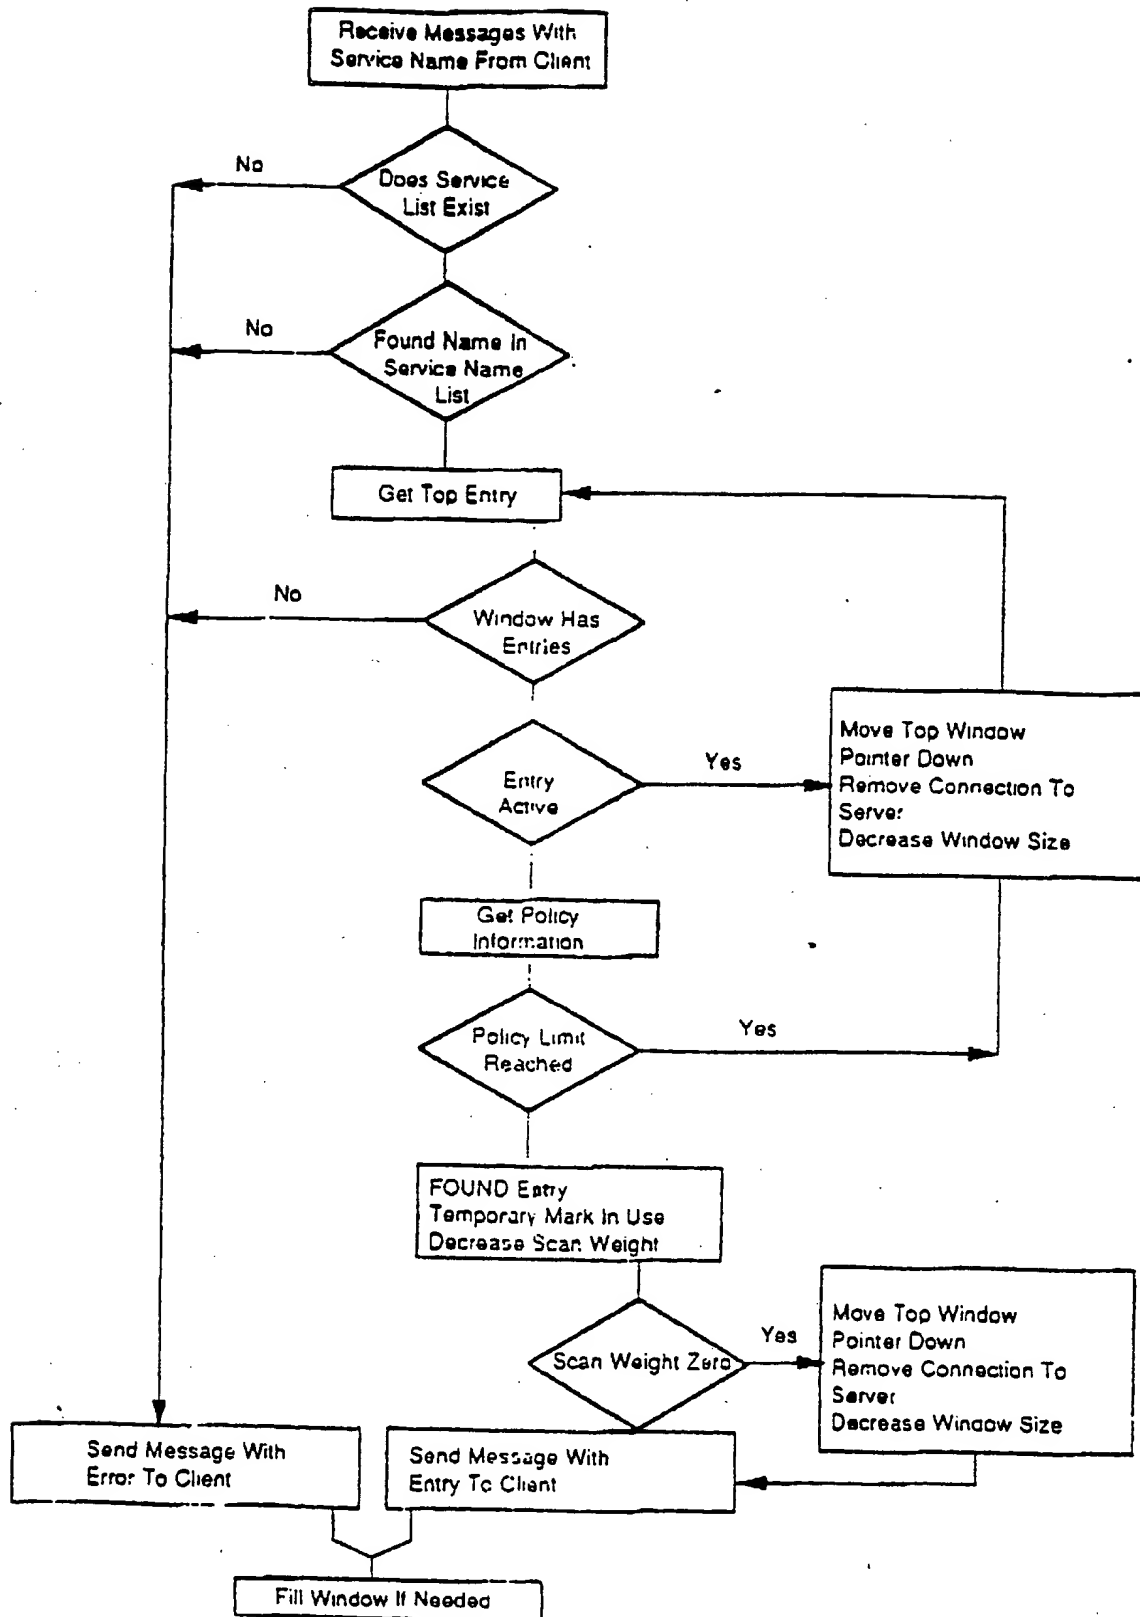 Receive Messages With
Service Name From Client
No
Does Service
List Exist
No
Found Name In
Service Name
List
Get Top Entry
No
Window Has
Entries
Move Top Window
Pointer Down
Remove Connection To
Server
Decrease Window Size
Yes
Entry
Active
Get Policy
Information
Yes
Policy Limit
Reached
FOUND Entry
Temporary Mark In Use
Decrease Scan Weight
Yes
Scan Weight Zero
Move Top Window
Pointer Down
Remove Connection To
Server
Decrease Window Size
Send Message With
Error To Client
Send Message With
Entry To Client
Fill Window If Needed